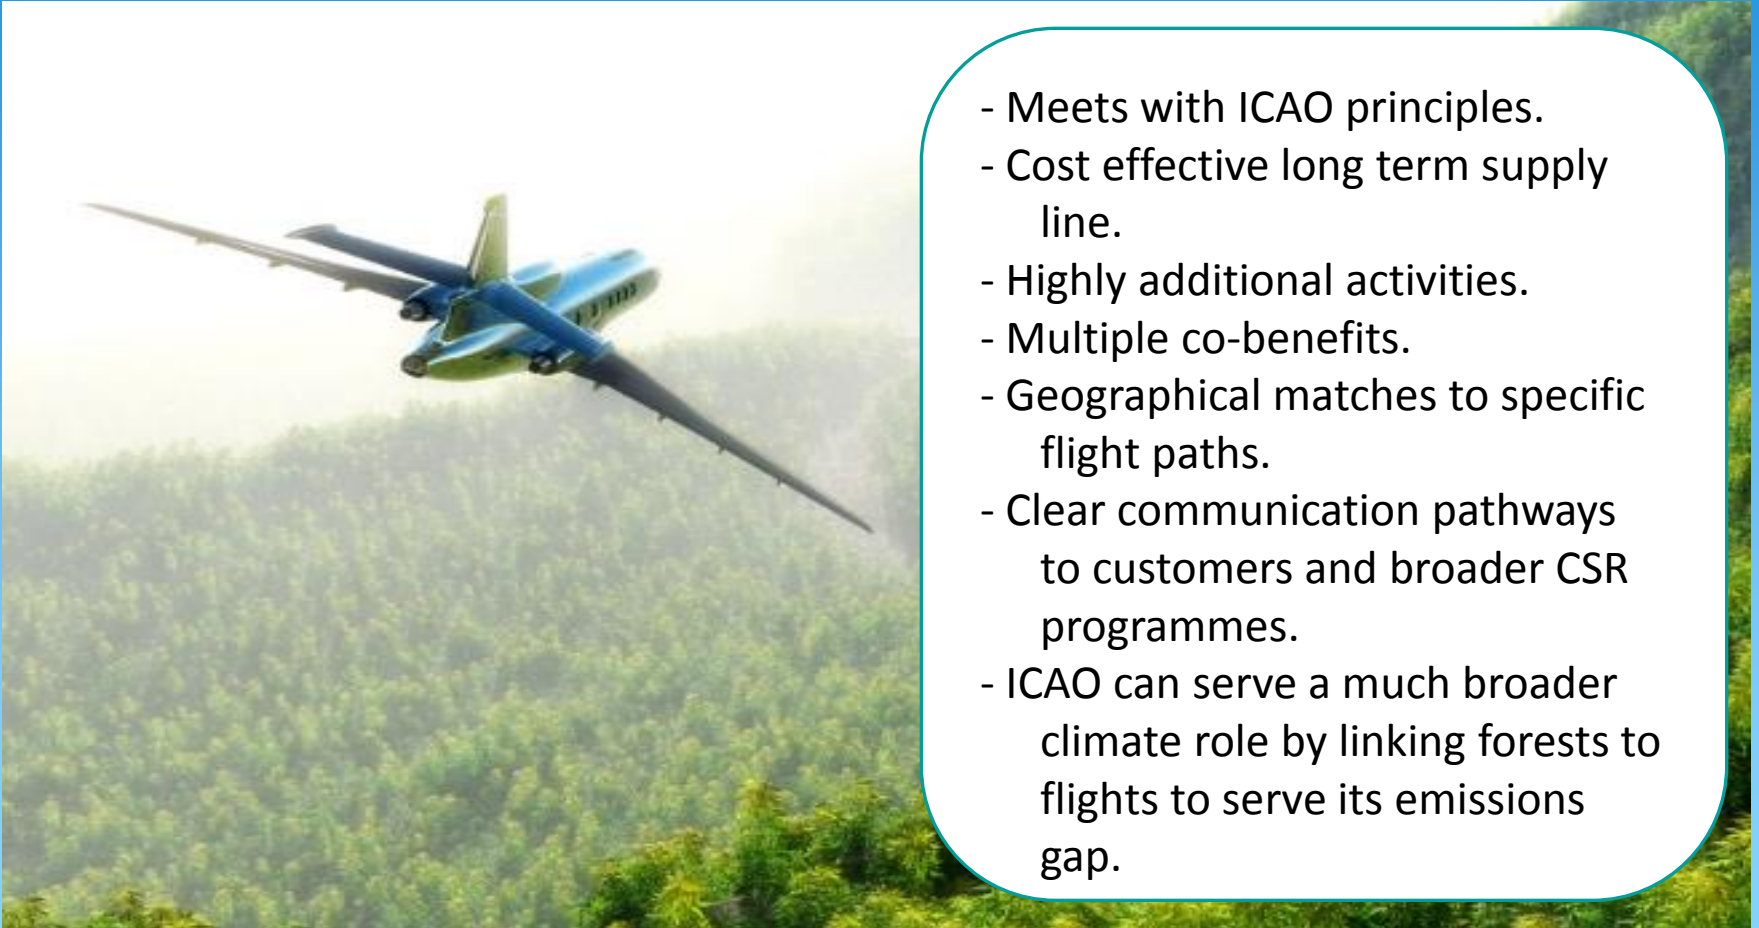 - Meets with ICAO principles.
- Cost effective long term supply
line.
- Highly additional activities.
- Multiple co-benefits.
- Geographical matches to specific
flight paths.
- Clear communication pathways
to customers and broader CSR
programmes.
- ICAO can serve a much broader
climate role by linking forests to
flights to serve its emissions
gap.